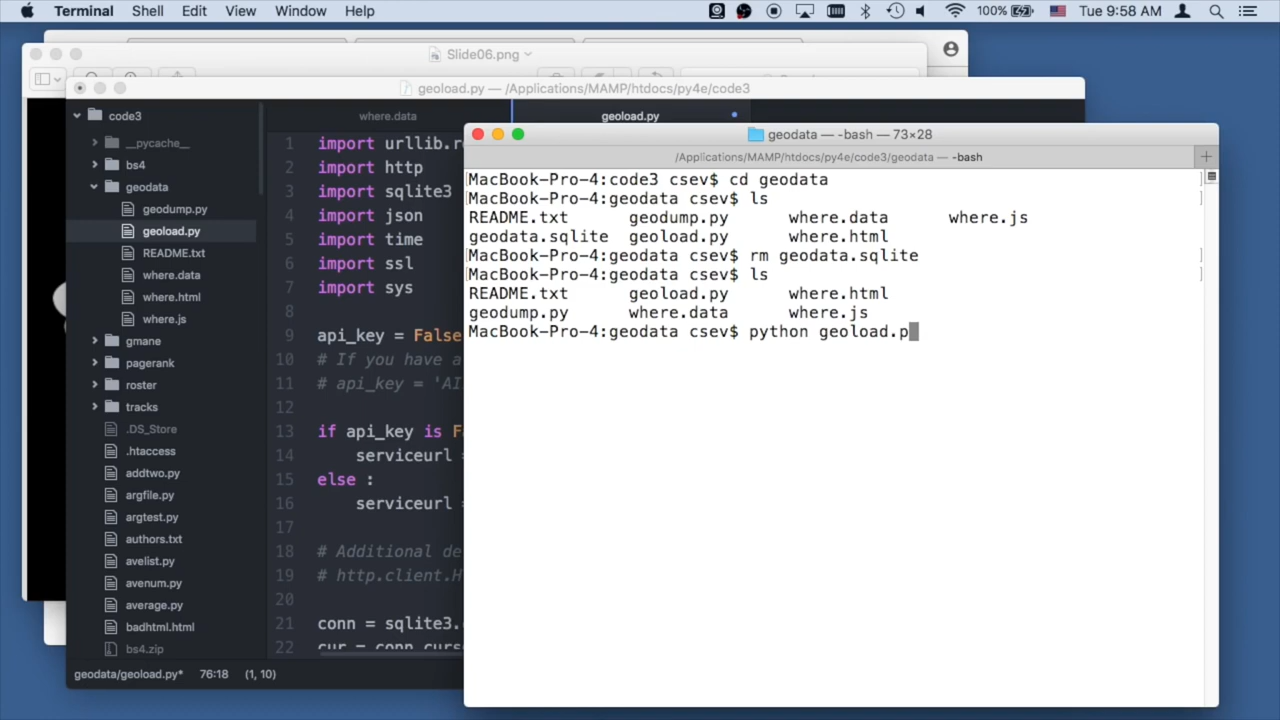 Terminal Shell Edit View Window Help 100% Tue 9:58 AM
Slide06.png
geoload.py — /Applications/MAMP/htdocs/py4e/code3
code3
__pycache__
bs4
geodata
geodump.py
geoload.py
README.txt
where.data
where.html
where.js
gmane
pagerank
roster
tracks
.DS_Store
.htaccess
addtwo.py
argfile.py
argtest.py
authors.txt
avelist.py
avenum.py
average.py
badhtml.html
bs4.zip
geodata/geoload.py* 76:18 (1, 10)
where.data geoload.py
1 import urllib.r
2 import http
3 import sqlite3
4 import json
5 import time
6 import ssl
7 import sys
8
9 api_key = False
10 # If you have a
11 # api_key = 'AI
12
13 if api_key is Fa
14 serviceurl =
15 else :
16 serviceurl =
17
18 # Additional de
19 # http.client.H
20
21 conn = sqlite3.
22 cur = conn.curs
geodata — -bash — 73×28
/Applications/MAMP/htdocs/py4e/code3/geodata — -bash +
MacBook-Pro-4:code3 csev$ cd geodata
MacBook-Pro-4:geodata csev$ ls
README.txt geodump.py where.data where.js
geodata.sqlite geoload.py where.html
MacBook-Pro-4:geodata csev$ rm geodata.sqlite
MacBook-Pro-4:geodata csev$ ls
README.txt geoload.py where.html
geodump.py where.data where.js
MacBook-Pro-4:geodata csev$ python geoload.p